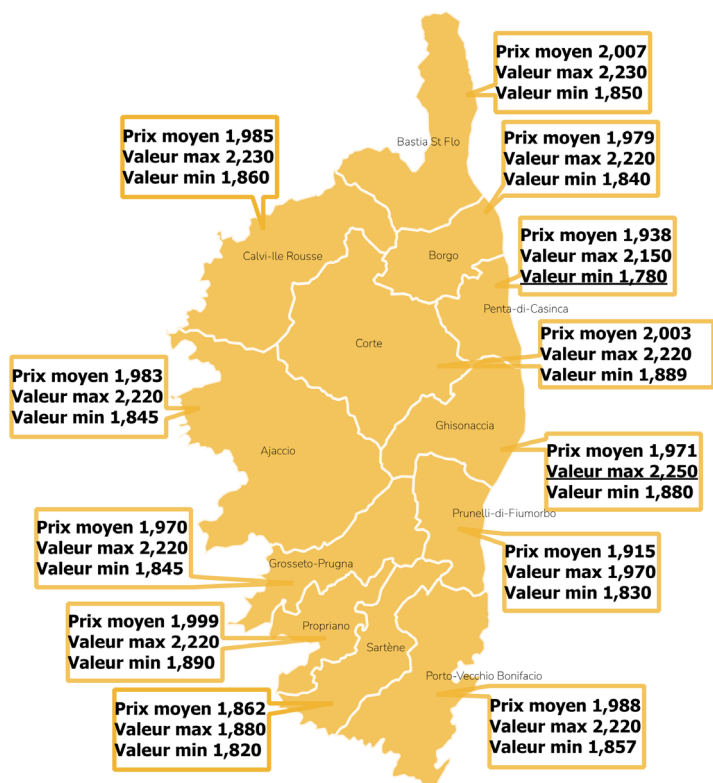 Prix moyen 2,007
Valeur max 2,230
Valeur min 1,850
Prix moyen 1,985
Valeur max 2,230
Valeur min 1,860
Bastia St Flo
Prix moyen 1,979
Valeur max 2,220
Valeur min 1,840
Calvi-Ile Rousse
Borgo
Prix moyen 1,938
Valeur max 2,150
Valeur min 1,780
Penta-di-Casinca
Corte
Prix moyen 2,003
Valeur max 2,220
Valeur min 1,889
Prix moyen 1,983
Valeur max 2,220
Valeur min 1,845
Ajaccio
Ghisonaccia
Prix moyen 1,971
Valeur max 2,250
Valeur min 1,880
Prunelli-di-Fiumorbo
Prix moyen 1,970
Valeur max 2,220
Valeur min 1,845
Grosseto-Prugna
Prix moyen 1,915
Valeur max 1,970
Valeur min 1,830
Prix moyen 1,999
Valeur max 2,220
Valeur min 1,890
Propriano
Sartène
Porto-Vecchio Bonifacio
Prix moyen 1,862
Valeur max 1,880
Valeur min 1,820
Prix moyen 1,988
Valeur max 2,220
Valeur min 1,857